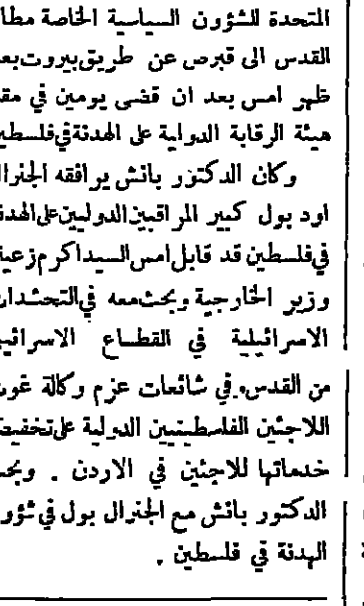 المتحدة للشؤون السياسية الخاصة مطا
القدس الى قبرص عن طريق بيروت بعد
ظهر امس بعد ان قضى يومين في مقر
هيئة الرقابة الدولية على الهدنة في فلسطين
وكان الدكتور بانش يرافقه الجنرال
اود بول كبير المراقبين الدوليين على الهدنة
في فلسطين قد قابل امس السيد اكرم زعيتر
وزير الخارجية وبحث معه في التحشدات
الاسرائيلية في القطاع الاسرائيلي
من القدس، في شائعات عزم وكالة غوث
اللاجئين الفلسطينيين الدولية على تخفيض
خدماتها للاجئين في الاردن . وبحث
الدكتور بانش مع الجنرال بول في شؤون
الهدنة في فلسطين .